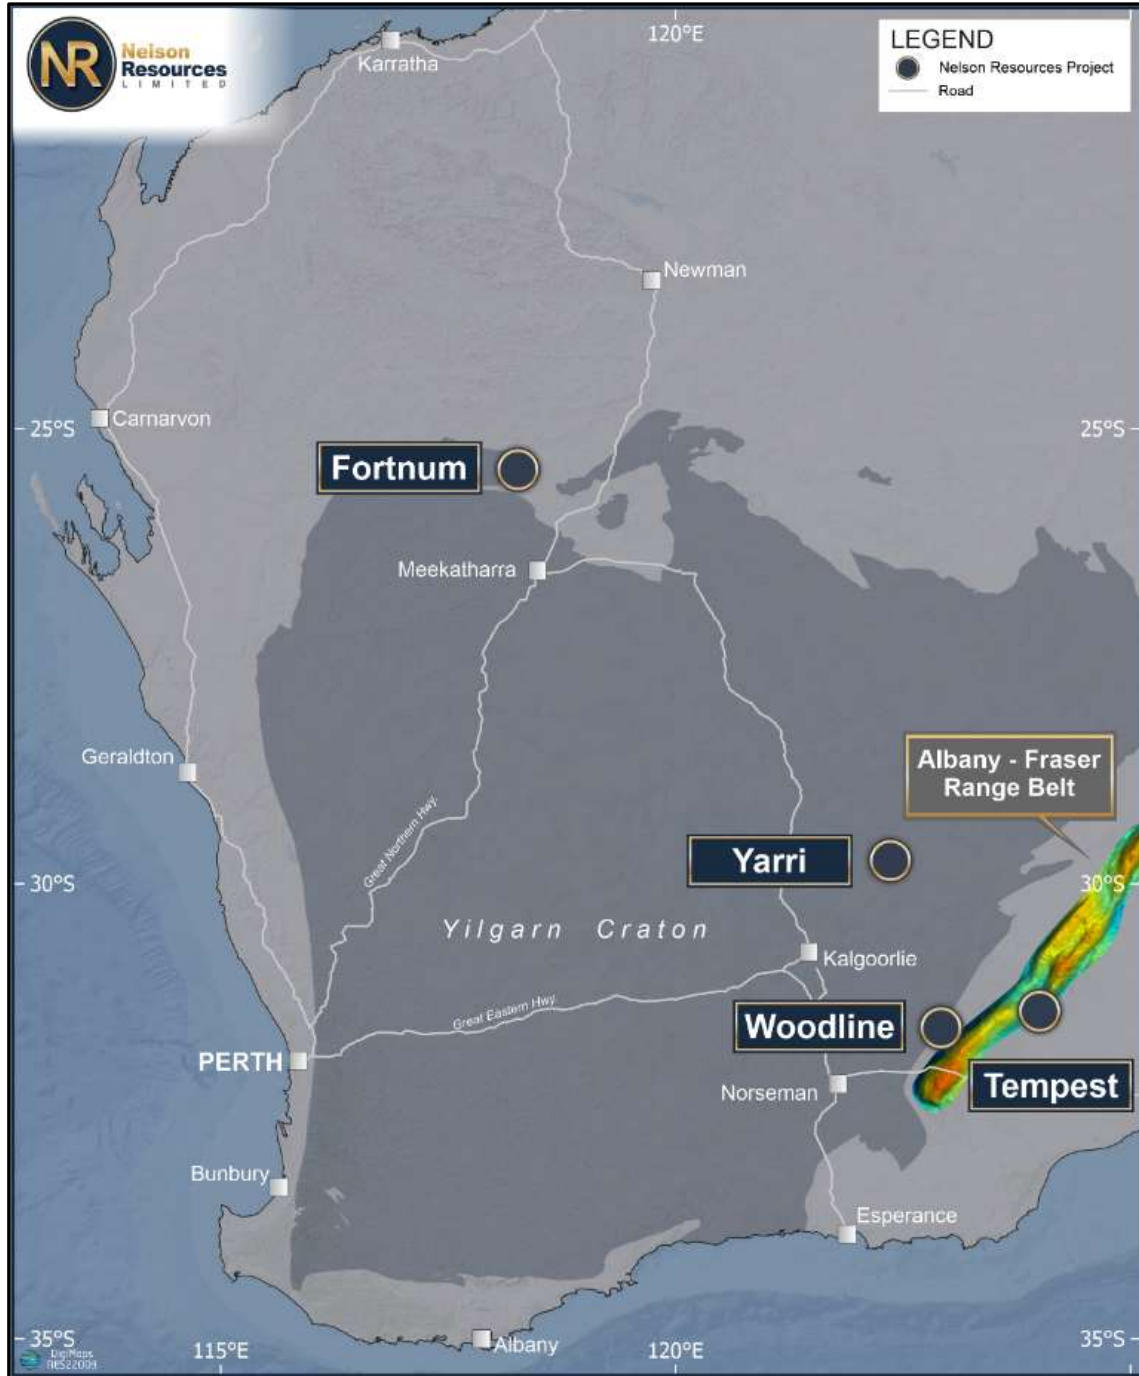 NR
Nelson
Resources
LIMITED
Karratha
120°E
LEGEND
Nelson Resources Project
Road
Newman
Carnarvon
25°S
25°S
Fortnum
Meekatharra
Geraldton
Albany - Fraser
Range Belt
Great Northern Hwy.
Yarri
30°S
30°S
Yilgarn Craton
Kalgoorlie
Great Eastern Hwy.
Woodline
PERTH
Norseman
Tempest
Bunbury
Esperance
35°S
35°S
DigiMaps
115°E
Albany
120°E